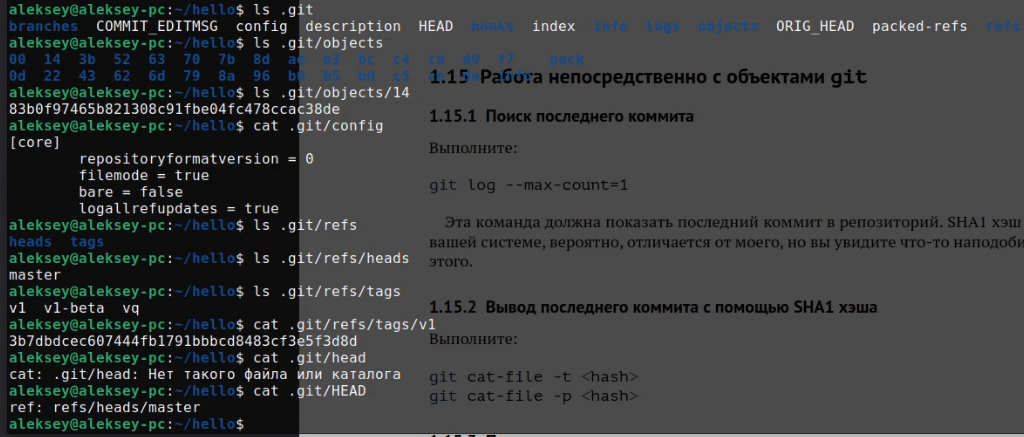 aleksey@aleksey-pc:~/hello$ ls .git
branches COMMIT_EDITMSG config description HEAD hooks index info logs objects ORIG_HEAD packed-refs refs
aleksey@aleksey-pc:~/hello$ ls .git/objects
00 14 3b 52 63 70 7b 8d ae b3 bc c4 cd d9 f7 pack
0d 22 43 62 6d 79 8a 96 b0 b5 bd c5
aleksey@aleksey-pc:~/hello$ ls .git/objects/14
83b0f97465b821308c91fbe04fc478ccac38de
aleksey@aleksey-pc:~/hello$ cat .git/config
[core]
repositoryformatversion = 0
filemode = true
bare = false
logallrefupdates = true
aleksey@aleksey-pc:~/hello$ ls .git/refs
heads tags
aleksey@aleksey-pc:~/hello$ ls .git/refs/heads
master
aleksey@aleksey-pc:~/hello$ ls .git/refs/tags
v1 v1-beta vq
aleksey@aleksey-pc:~/hello$ cat .git/refs/tags/v1
3b7dbdcec607444fb1791bbbcd8483cf3e5f3d8d
aleksey@aleksey-pc:~/hello$ cat .git/head
cat: .git/head: Нет такого файла или каталога
aleksey@aleksey-pc:~/hello$ cat .git/HEAD
ref: refs/heads/master
aleksey@aleksey-pc:~/hello$
1.15 Работа непосредственно с объектами git
1.15.1 Поиск последнего коммита
Выполните:
git log --max-count=1
Эта команда должна показать последний коммит в репозиторий. SHA1 хэш
вашей системе, вероятно, отличается от моего, но вы увидите что-то наподоби
этого.
1.15.2 Вывод последнего коммита с помощью SHA1 хэша
Выполните:
git cat-file -t <hash>
git cat-file -p <hash>